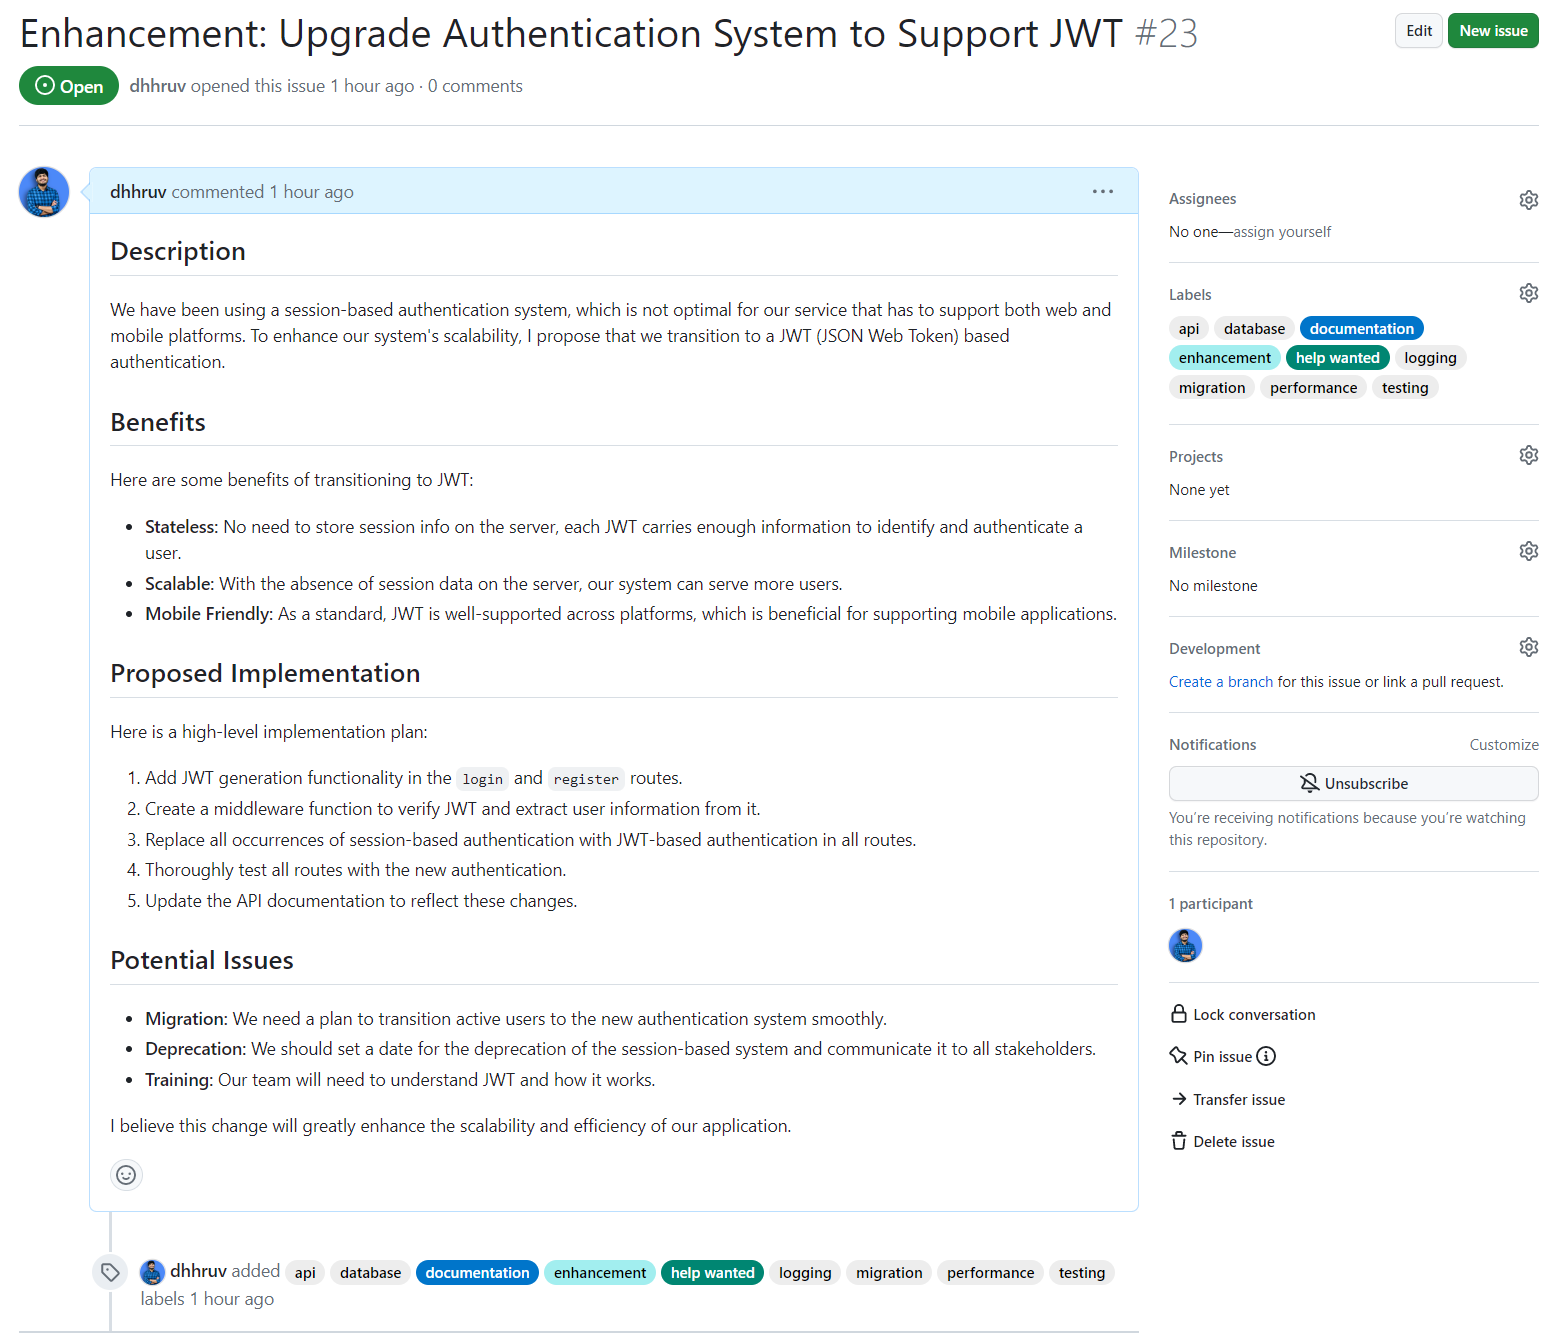 Enhancement: Upgrade Authentication System to Support JWT #23
Edit
New issue
Open
dhhruv opened this issue 1 hour ago · 0 comments
dhhruv commented 1 hour ago
Description
We have been using a session-based authentication system, which is not optimal for our service that has to support both web and
mobile platforms. To enhance our system's scalability, I propose that we transition to a JWT (JSON Web Token) based
authentication.
Benefits
Here are some benefits of transitioning to JWT:
• Stateless: No need to store session info on the server, each JWT carries enough information to identify and authenticate a
user.
• Scalable: With the absence of session data on the server, our system can serve more users.
• Mobile Friendly: As a standard, JWT is well-supported across platforms, which is beneficial for supporting mobile applications.
Proposed Implementation
Here is a high-level implementation plan:
1. Add JWT generation functionality in the login and register routes.
2. Create a middleware function to verify JWT and extract user information from it.
3. Replace all occurrences of session-based authentication with JWT-based authentication in all routes.
4. Thoroughly test all routes with the new authentication.
5. Update the API documentation to reflect these changes.
Potential Issues
• Migration: We need a plan to transition active users to the new authentication system smoothly.
• Deprecation: We should set a date for the deprecation of the session-based system and communicate it to all stakeholders.
• Training: Our team will need to understand JWT and how it works.
I believe this change will greatly enhance the scalability and efficiency of our application.
dhhruv added api database documentation enhancement help wanted logging migration performance testing
labels 1 hour ago
Assignees
No one—assign yourself
Labels
api database documentation
enhancement help wanted logging
migration performance testing
Projects
None yet
Milestone
No milestone
Development
Create a branch for this issue or link a pull request.
Notifications
Customize
Unsubscribe
You're receiving notifications because you're watching
this repository.
1 participant
Lock conversation
Pin issue
Transfer issue
Delete issue